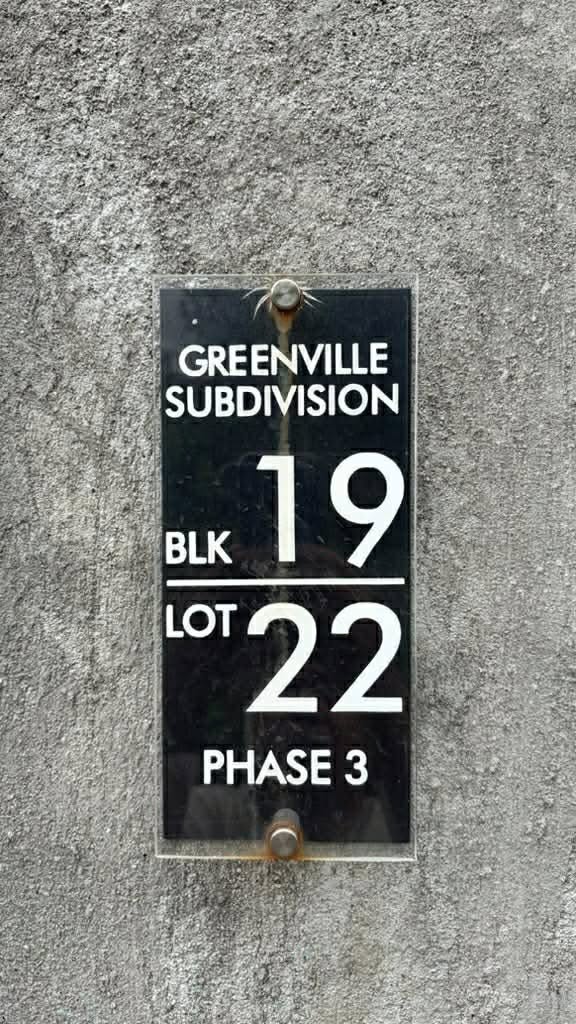 GREENVILLE
SUBDIVISION
BLK 19
LOT 22
PHASE 3